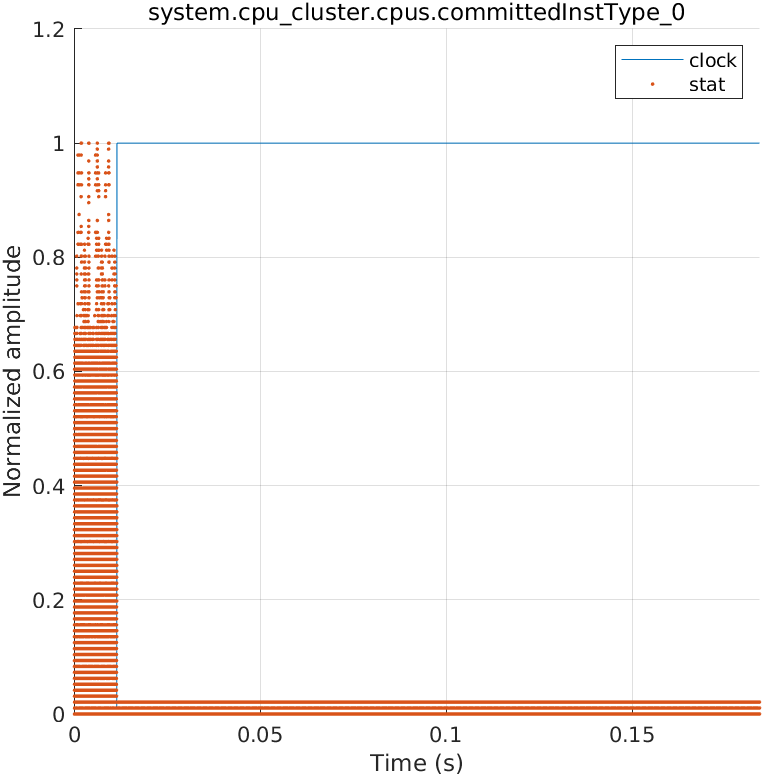 system.cpu_cluster.cpus.committedInstType_0
1.2
1
0.8
0.6
0.4
0.2
0
Normalized amplitude
clock
stat
0
0.05
0.1
0.15
Time (s)